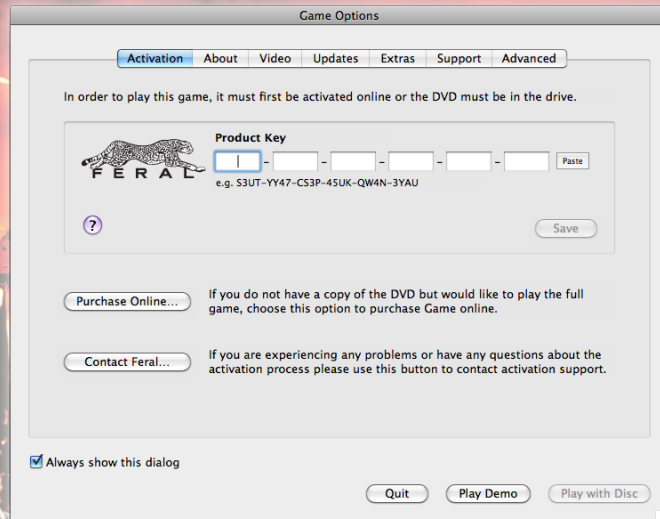 Game Options
Activation About Video Updates Extras Support Advanced
In order to play this game, it must first be activated online or the DVD must be in the drive.
Product Key
FERAL
- - - - - Paste
e.g. S3UT-YY47-CS3P-45UK-QW4N-3YAU
?
Save
Purchase Online...
If you do not have a copy of the DVD but would like to play the full
game, choose this option to purchase Game online.
Contact Feral...
If you are experiencing any problems or have any questions about the
activation process please use this button to contact activation support.
Always show this dialog
Quit Play Demo Play with Disc